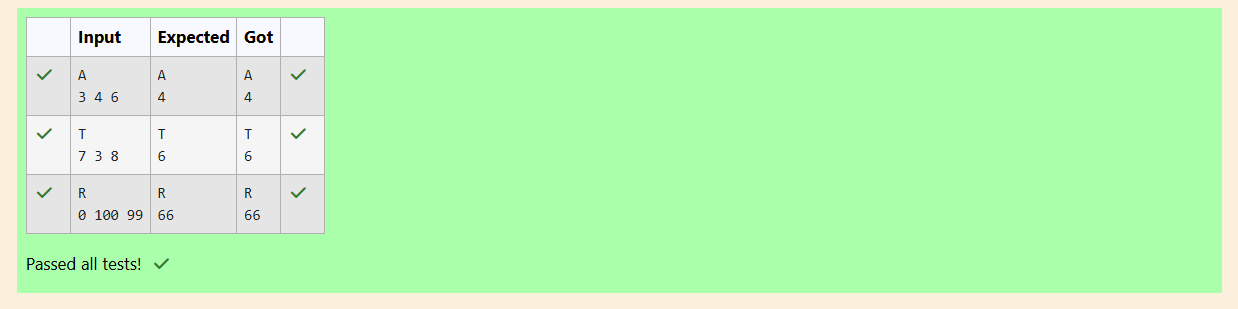 Input Expected Got
A A A
3 4 6 4 4
T T T
7 3 8 6 6
R R R
0 100 99 66 66
Passed all tests!